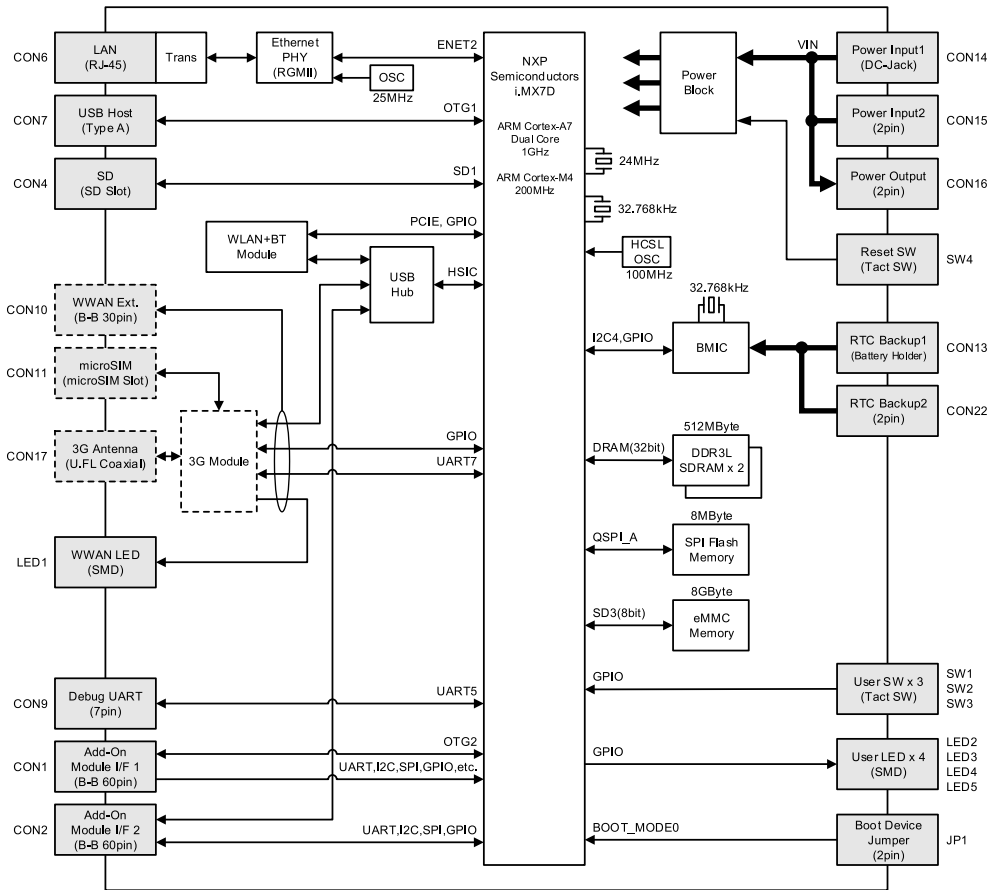 CON6
LAN
(RJ-45)
Trans
Ethernet
PHY
(RGMII)
OSC
25MHz
ENET2
CON7
USB Host
(Type A)
OTG1
CON4
SD
(SD Slot)
SD1
WLAN+BT
Module
PCIE, GPIO
USB
Hub
HSIC
CON10
WWAN Ext.
(B-B 30pin)
CON11
microSIM
(microSIM Slot)
CON17
3G Antenna
(U.FL Coaxial)
3G Module
GPIO
UART7
LED1
WWAN LED
(SMD)
CON9
Debug UART
(7pin)
UART5
CON1
Add-On
Module I/F 1
(B-B 60pin)
OTG2
UART,I2C,SPI,GPIO,etc.
CON2
Add-On
Module I/F 2
(B-B 60pin)
UART,I2C,SPI,GPIO
NXP
Semiconductors
i.MX7D
ARM Cortex-A7
Dual Core
1GHz
ARM Cortex-M4
200MHz
24MHz
32.768kHz
HCSL
OSC
100MHz
Power
Block
VIN
Power Input1
(DC-Jack)
CON14
Power Input2
(2pin)
CON15
Power Output
(2pin)
CON16
Reset SW
(Tact SW)
SW4
32.768kHz
I2C4,GPIO
BMIC
RTC Backup1
(Battery Holder)
CON13
RTC Backup2
(2pin)
CON22
512MByte
DRAM(32bit)
DDR3L
SDRAM x 2
8MByte
QSPI_A
SPI Flash
Memory
8GByte
SD3(8bit)
eMMC
Memory
GPIO
User SW x 3
(Tact SW)
SW1
SW2
SW3
GPIO
User LED x 4
(SMD)
LED2
LED3
LED4
LED5
BOOT_MODE0
Boot Device
Jumper
(2pin)
JP1